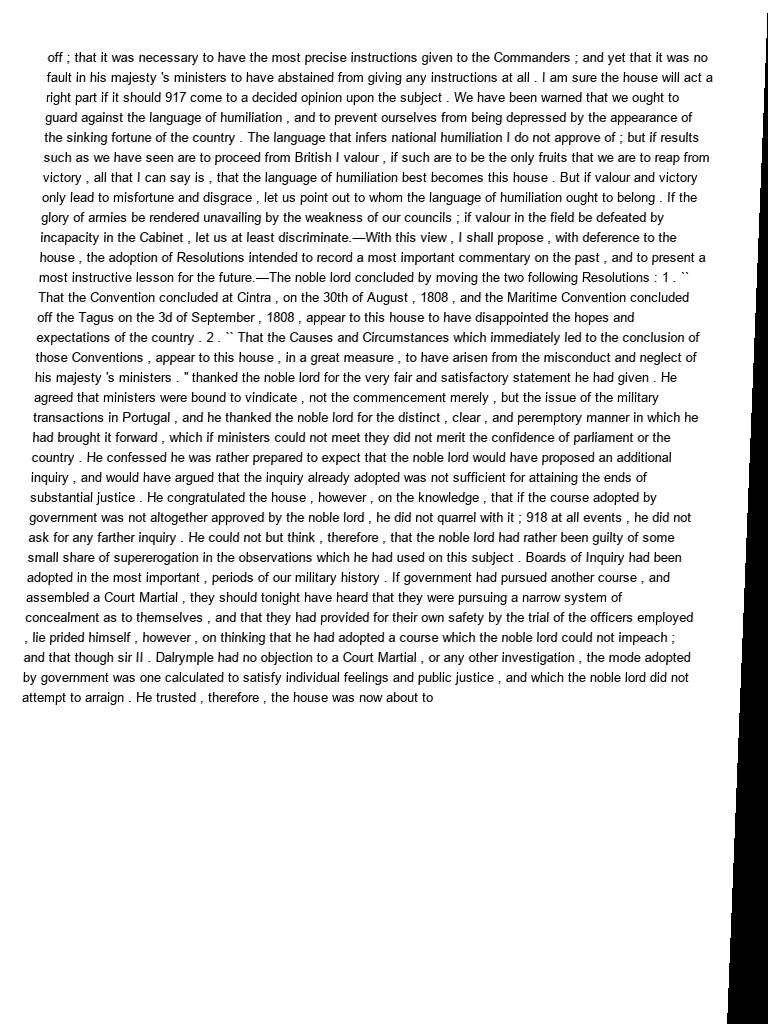 off ; that it was necessary to have the most precise instructions given to the Commanders ; and yet that it was no
fault in his majesty 's ministers to have abstained from giving any instructions at all . I am sure the house will act a
right part if it should 917 come to a decided opinion upon the subject . We have been warned that we ought to
guard against the language of humiliation , and to prevent ourselves from being depressed by the appearance of
the sinking fortune of the country . The language that infers national humiliation I do not approve of ; but if results
such as we have seen are to proceed from British I valour , if such are to be the only fruits that we are to reap from
victory , all that I can say is , that the language of humiliation best becomes this house . But if valour and victory
only lead to misfortune and disgrace , let us point out to whom the language of humiliation ought to belong . If the
glory of armies be rendered unavailing by the weakness of our councils ; if valour in the field be defeated by
incapacity in the Cabinet , let us at least discriminate.—With this view , I shall propose , with deference to the
house , the adoption of Resolutions intended to record a most important commentary on the past , and to present a
most instructive lesson for the future.—The noble lord concluded by moving the two following Resolutions : 1 . ``
That the Convention concluded at Cintra , on the 30th of August , 1808 , and the Maritime Convention concluded
off the Tagus on the 3d of September , 1808 , appear to this house to have disappointed the hopes and
expectations of the country . 2 . `` That the Causes and Circumstances which immediately led to the conclusion of
those Conventions , appear to this house , in a great measure , to have arisen from the misconduct and neglect of
his majesty 's ministers . " thanked the noble lord for the very fair and satisfactory statement he had given . He
agreed that ministers were bound to vindicate , not the commencement merely , but the issue of the military
transactions in Portugal , and he thanked the noble lord for the distinct , clear , and peremptory manner in which he
had brought it forward , which if ministers could not meet they did not merit the confidence of parliament or the
country . He confessed he was rather prepared to expect that the noble lord would have proposed an additional
inquiry , and would have argued that the inquiry already adopted was not sufficient for attaining the ends of
substantial justice . He congratulated the house , however , on the knowledge , that if the course adopted by
government was not altogether approved by the noble lord , he did not quarrel with it ; 918 at all events , he did not
ask for any farther inquiry . He could not but think , therefore , that the noble lord had rather been guilty of some
small share of supererogation in the observations which he had used on this subject . Boards of Inquiry had been
adopted in the most important , periods of our military history . If government had pursued another course , and
assembled a Court Martial , they should tonight have heard that they were pursuing a narrow system of
concealment as to themselves , and that they had provided for their own safety by the trial of the officers employed
, lie prided himself , however , on thinking that he had adopted a course which the noble lord could not impeach ;
and that though sir II . Dalrymple had no objection to a Court Martial , or any other investigation , the mode adopted
by government was one calculated to satisfy individual feelings and public justice , and which the noble lord did not
attempt to arraign . He trusted , therefore , the house was now about to